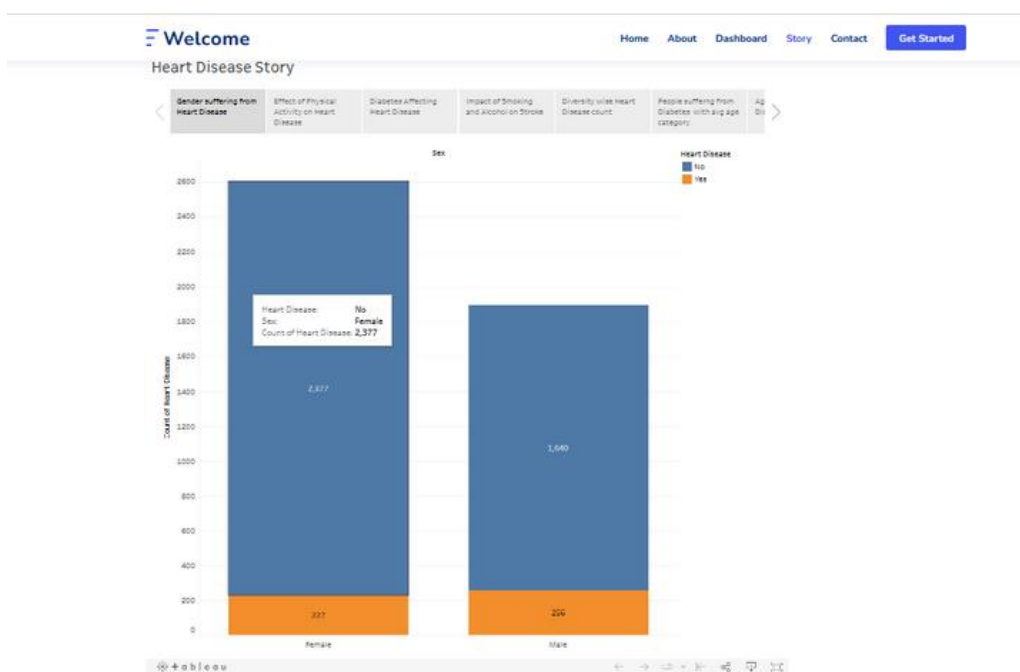 Welcome
Home About Dashboard Story Contact Get Started
Heart Disease Story
Gender suffering from
Heart Disease
Effect of Physical
Activity on Heart
Disease
Diabetes Affecting
Heart Disease
Impact of Smoking
and Alcohol on Stroke
Diversity wise Heart
Disease count
People suffering from
Diabetes with avg age
category
Ag
Sex
Heart Disease
No
Yes
2600
2400
2200
2000
1800
1600
1400
1200
1000
800
600
400
200
0
Count of Heart Disease
Heart Disease: No
Sex: Female
Count of Heart Disease: 2,377
2,377
1,640
256
Female
Male
+ableau